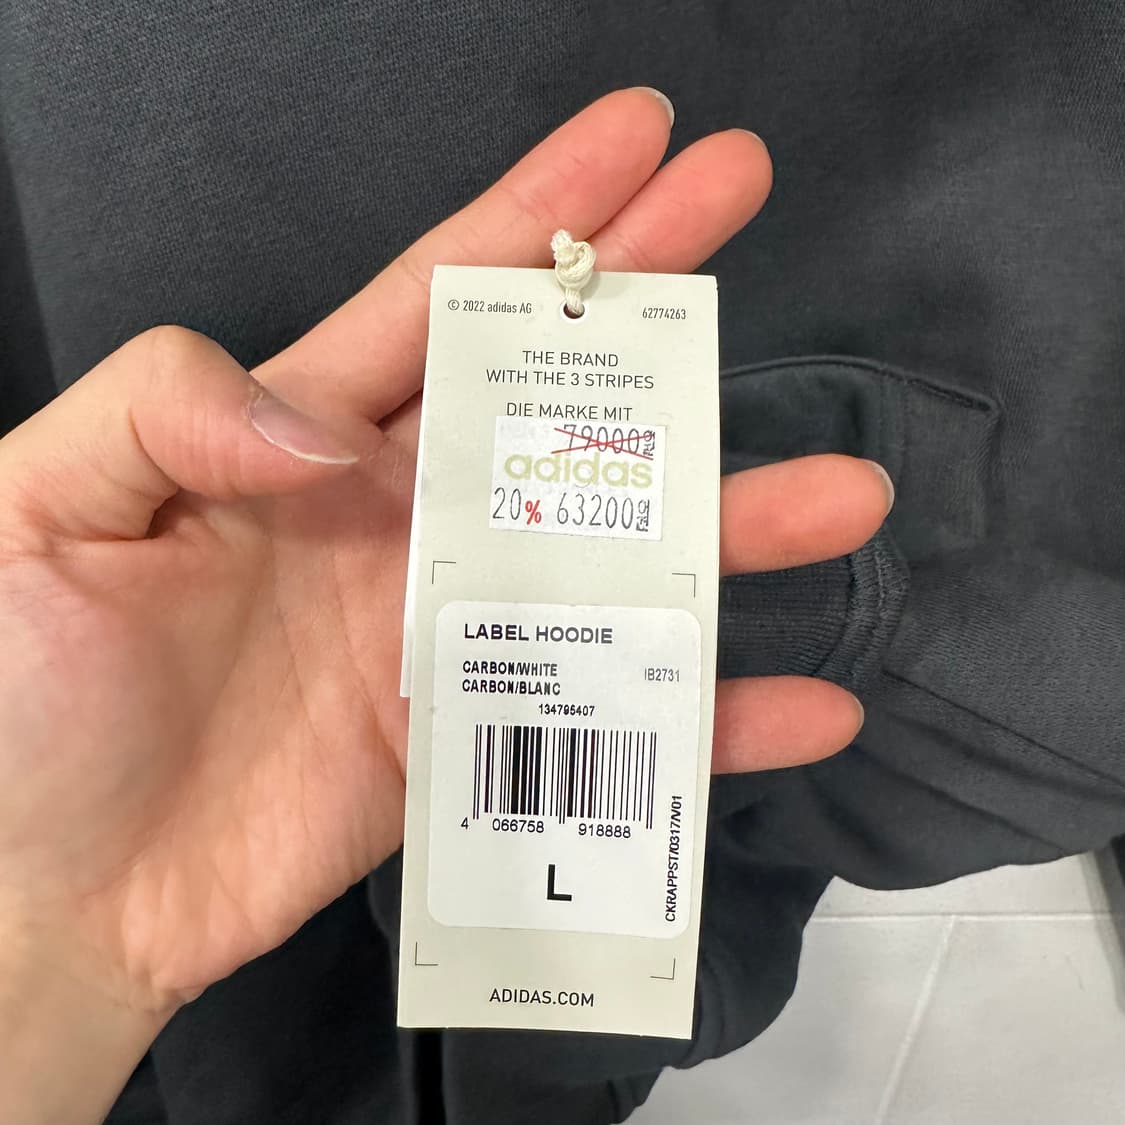 © 2022 adidas AG
62774263
THE BRAND
WITH THE 3 STRIPES
DIE MARKE MIT
79000원
adidas
20% 63200원
LABEL HOODIE
CARBON/WHITE
IB2731
CARBON/BLANC
134795407
4 066758 918888
L
CKRAPPST/0317/V01
ADIDAS.COM